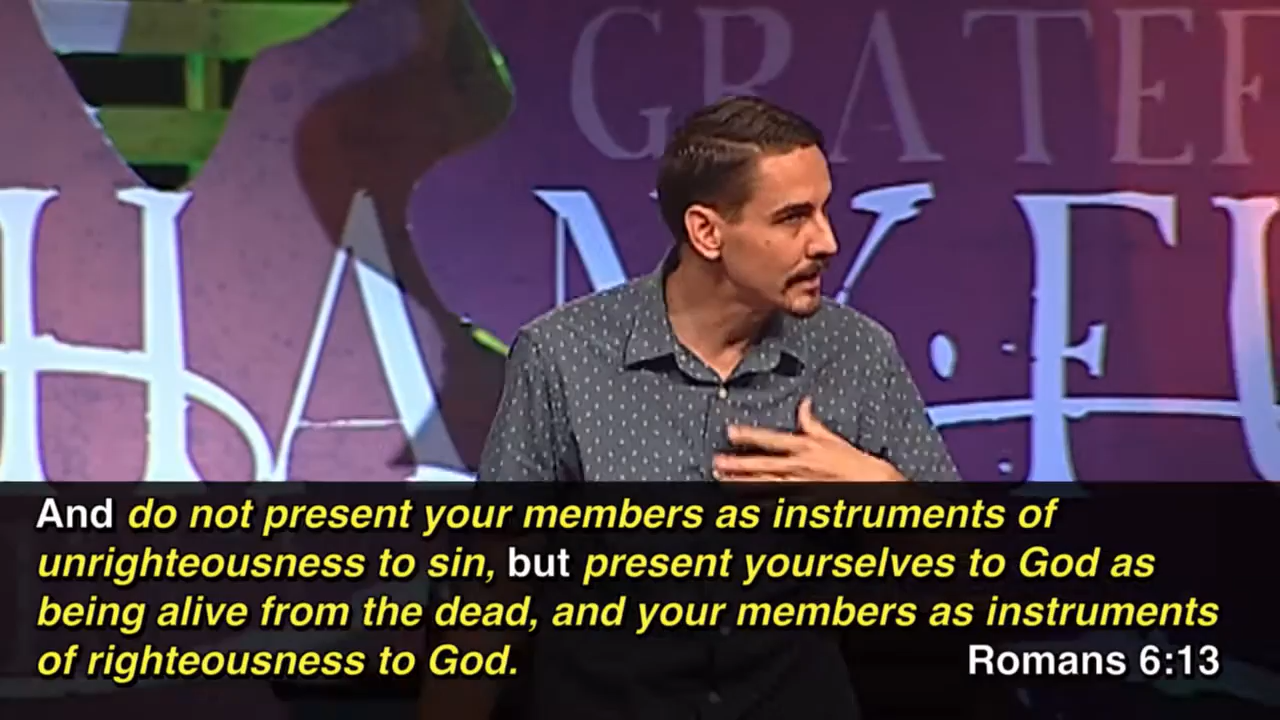 GRATEF
HANKFU
And do not present your members as instruments of
unrighteousness to sin, but present yourselves to God as
being alive from the dead, and your members as instruments
of righteousness to God. Romans 6:13